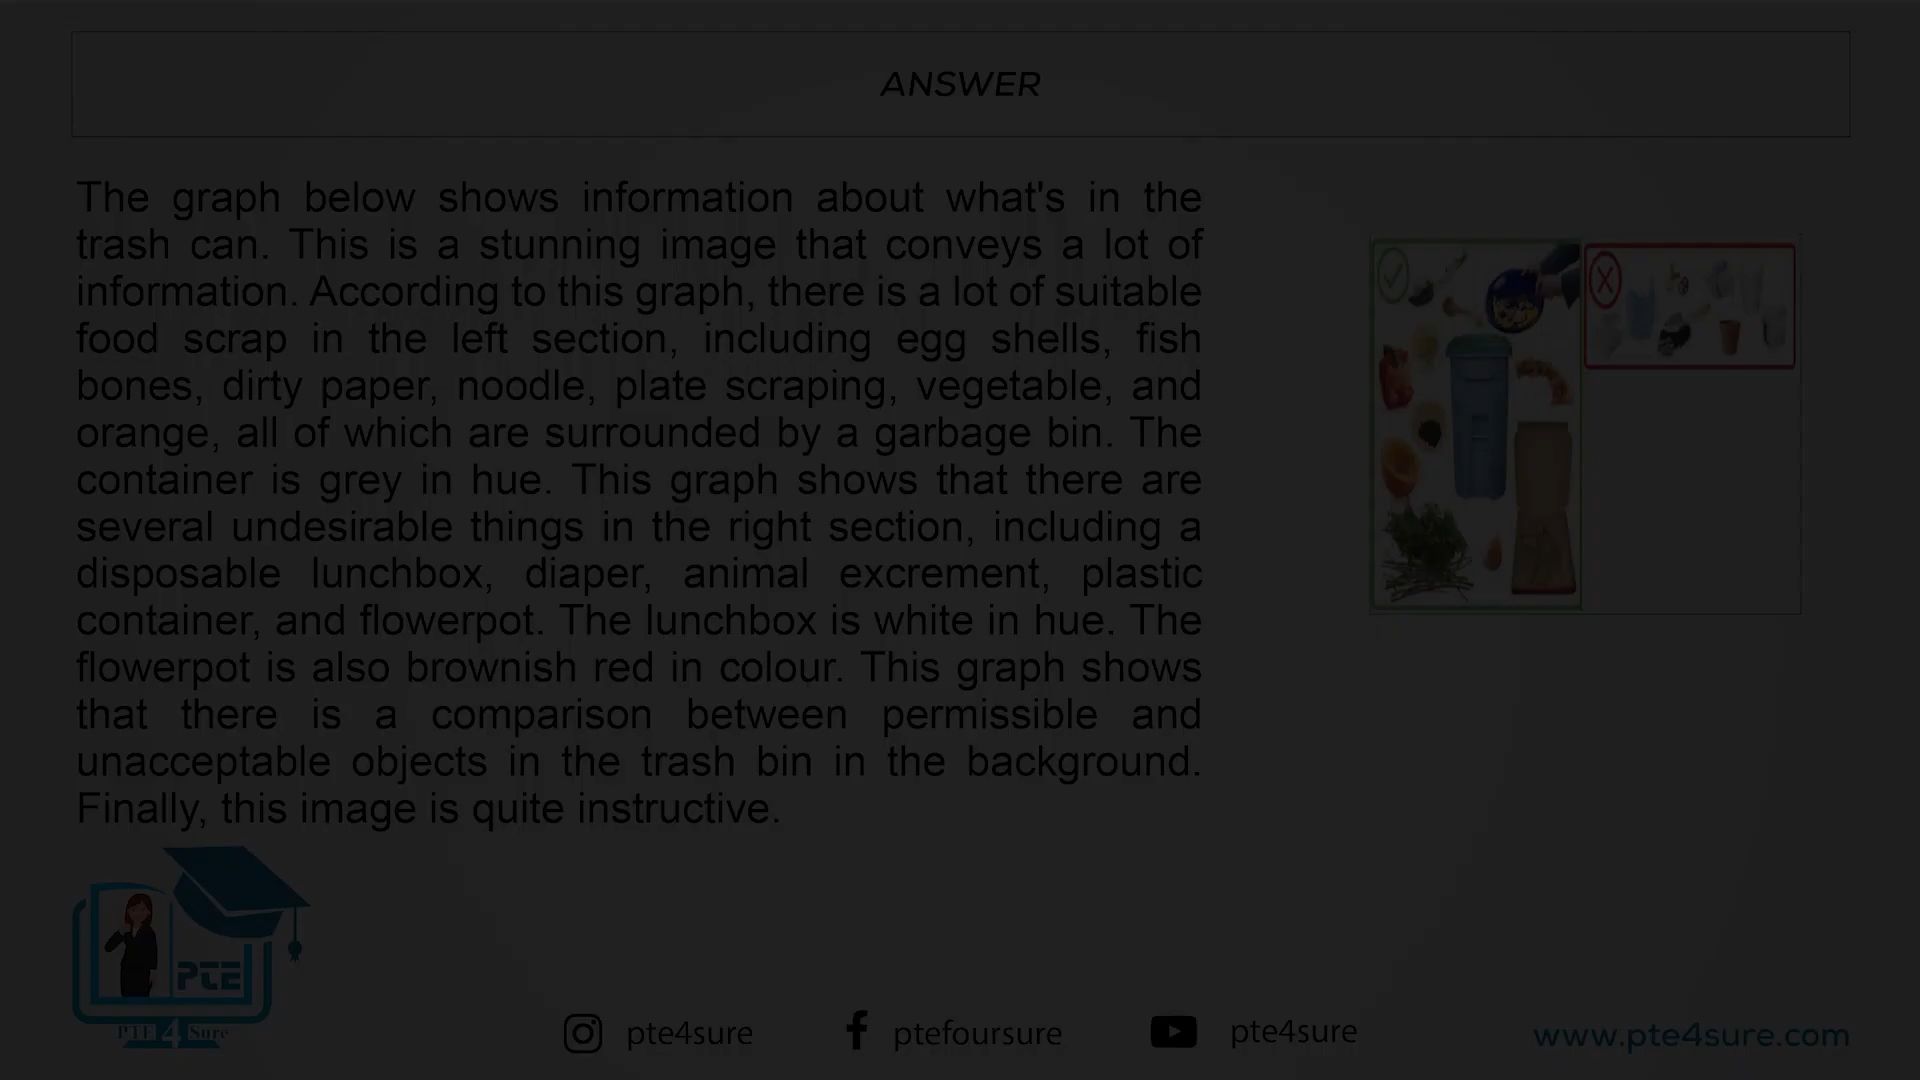 ANSWER
The graph below shows information about what's in the
trash can. This is a stunning image that conveys a lot of
information. According to this graph, there is a lot of suitable
food scrap in the left section, including egg shells, fish
bones, dirty paper, noodle, plate scraping, vegetable, and
orange, all of which are surrounded by a garbage bin. The
container is grey in hue. This graph shows that there are
several undesirable things in the right section, including a
disposable lunchbox, diaper, animal excrement, plastic
container, and flowerpot. The lunchbox is white in hue. The
flowerpot is also brownish red in colour. This graph shows
that there is a comparison between permissible and
unacceptable objects in the trash bin in the background.
Finally, this image is quite instructive.
PTE
PTE 4 Sure
pte4sure
ptefoursure
pte4sure
www.pte4sure.com